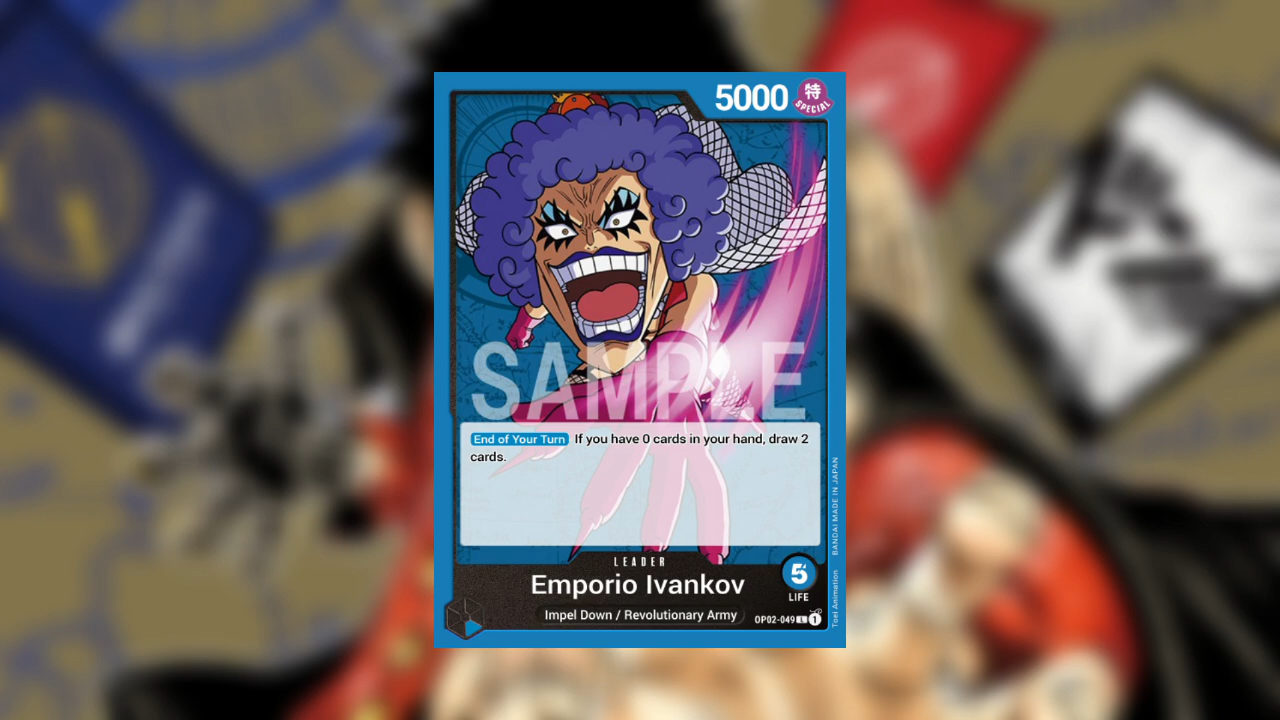 5000
特
SPECIAL
SAMPLE
End of Your Turn If you have 0 cards in your hand, draw 2
cards.
LEADER
Emporio Ivankov
Impel Down / Revolutionary Army
5
LIFE
OP02-049 L 1
Toei Animation BANDAI MADE IN JAPAN